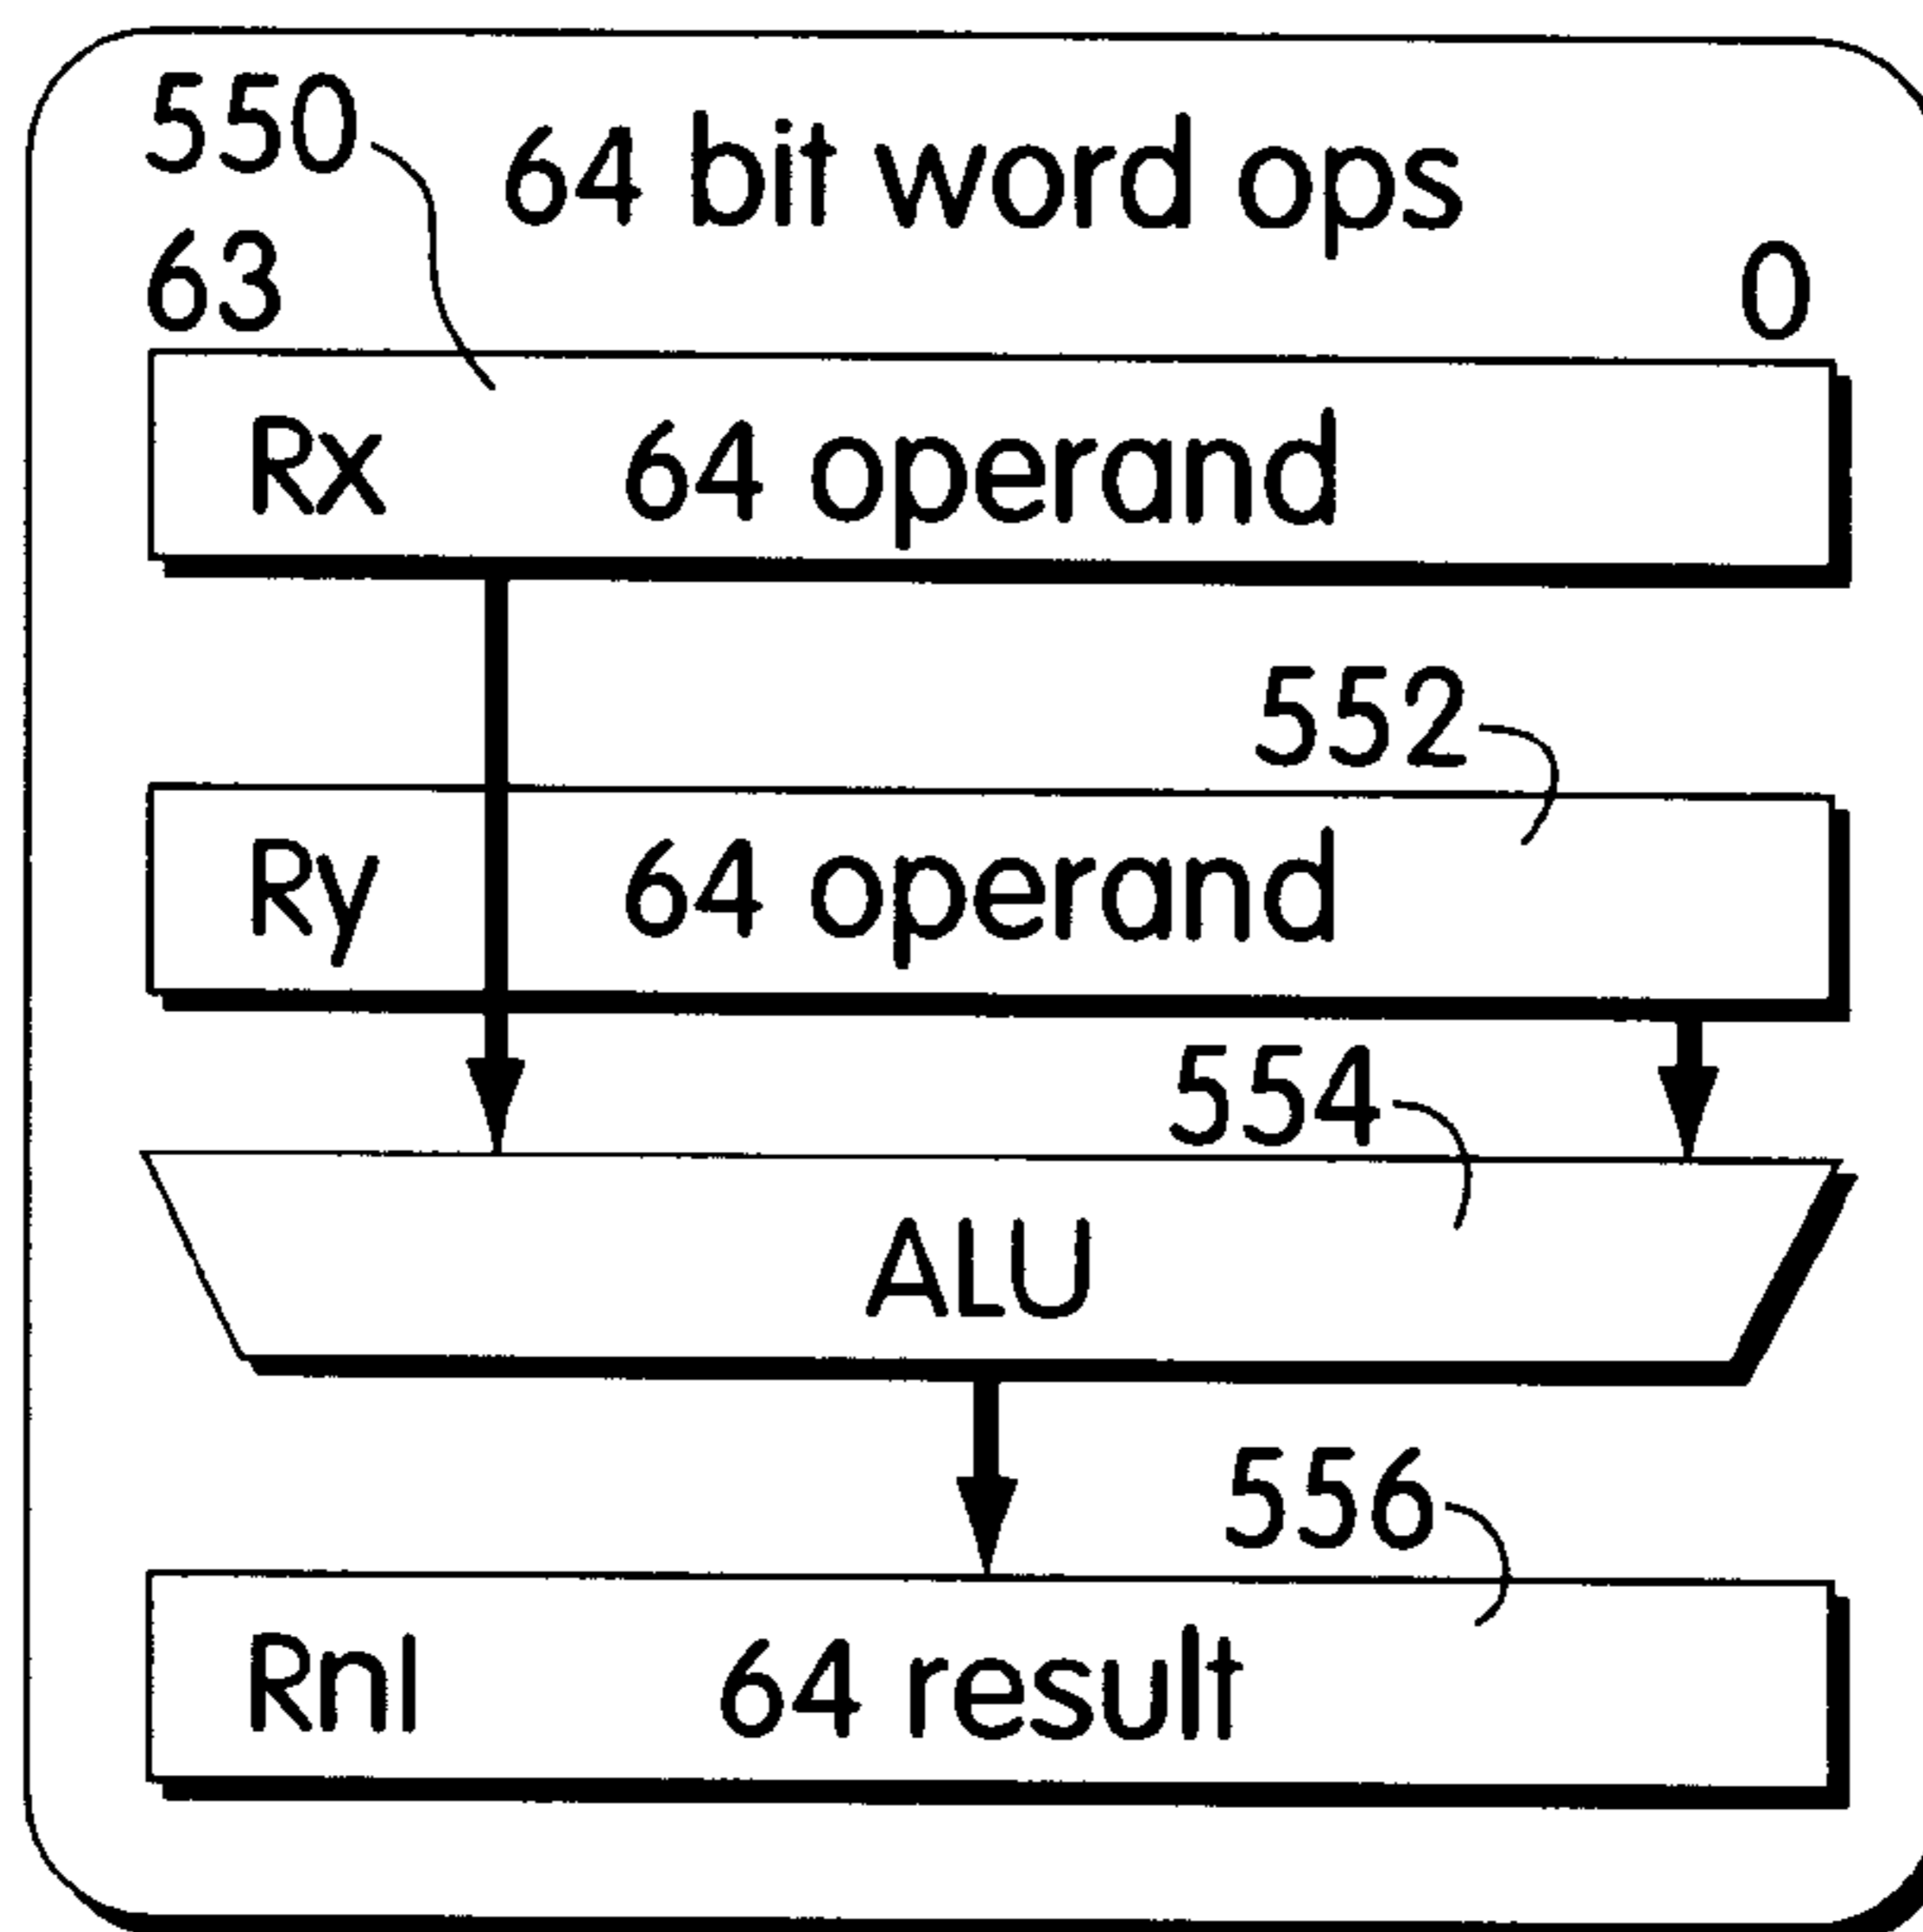 550
64 bit word ops
63 0
Rx 64 operand
552
Ry 64 operand
554
ALU
556
Rnl 64 result